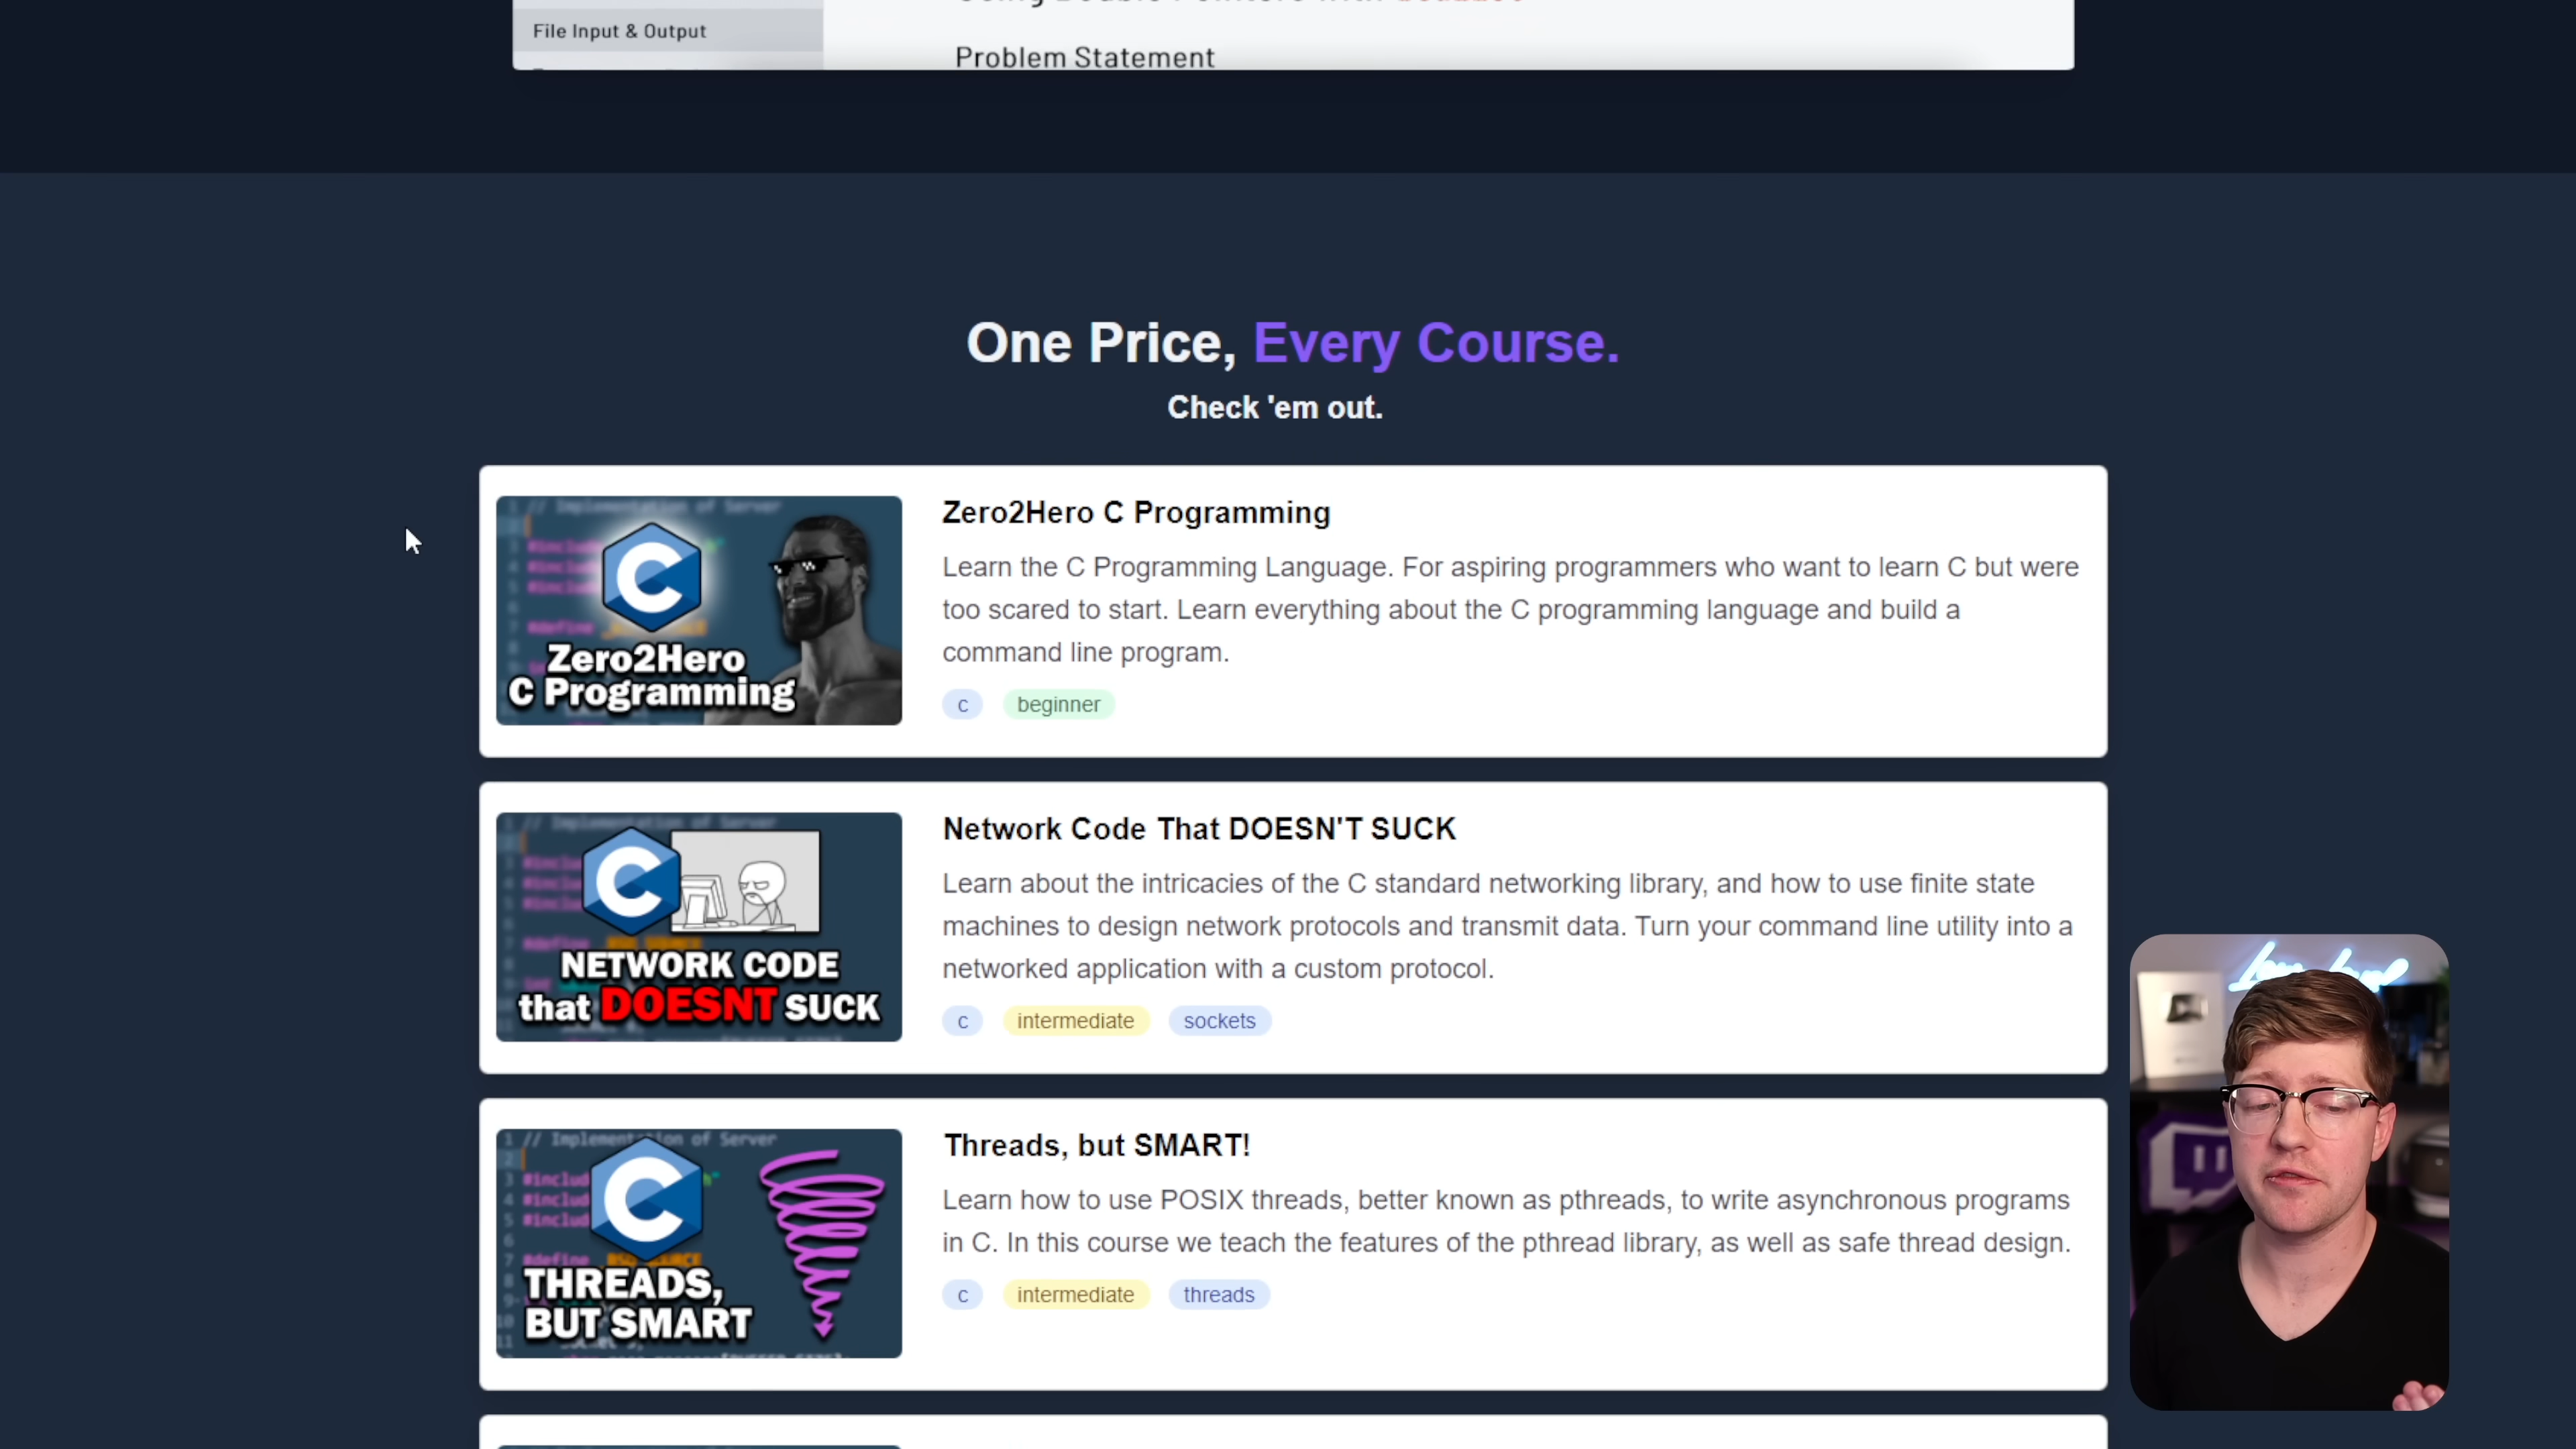 File Input & Output
Problem Statement
One Price, Every Course.
Check 'em out.
Zero2Hero
C Programming
Zero2Hero C Programming
Learn the C Programming Language. For aspiring programmers who want to learn C but were
too scared to start. Learn everything about the C programming language and build a
command line program.
c beginner
NETWORK CODE
that DOESNT SUCK
Network Code That DOESN'T SUCK
Learn about the intricacies of the C standard networking library, and how to use finite state
machines to design network protocols and transmit data. Turn your command line utility into a
networked application with a custom protocol.
c intermediate sockets
// Implementation of Server
THREADS,
BUT SMART
Threads, but SMART!
Learn how to use POSIX threads, better known as pthreads, to write asynchronous programs
in C. In this course we teach the features of the pthread library, as well as safe thread design.
c intermediate threads